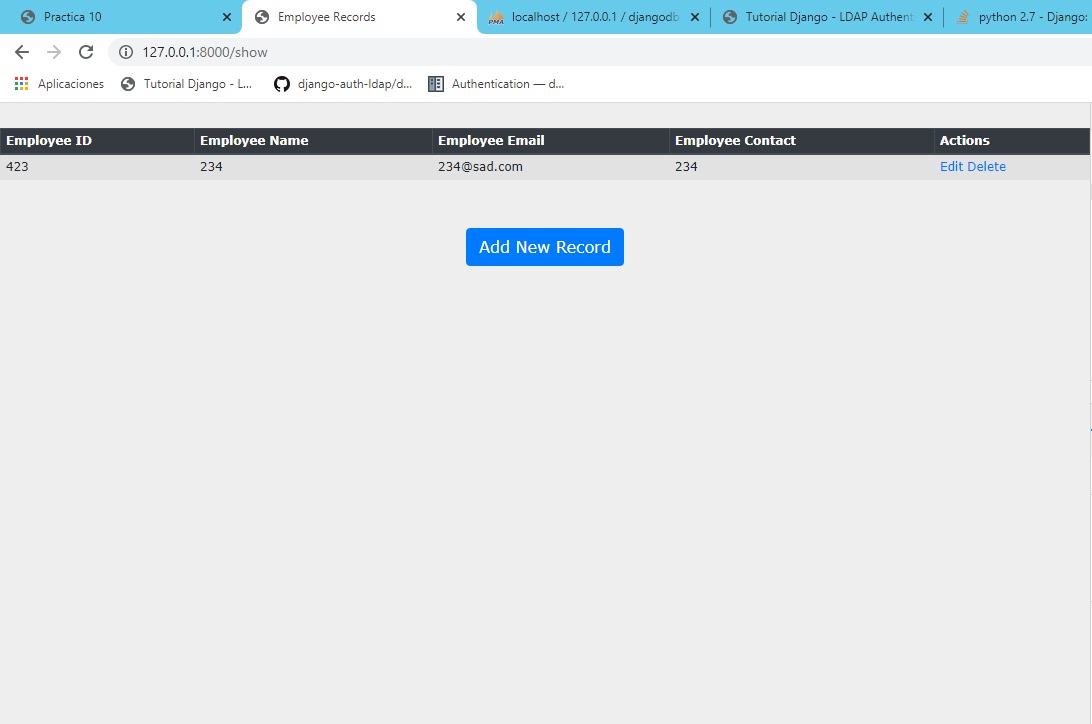 Practica 10 Employee Records PMA localhost / 127.0.0.1 / djangodb Tutorial Django - LDAP Authent python 2.7 - Django:
127.0.0.1:8000/show
Aplicaciones Tutorial Django - L... django-auth-ldap/d... Authentication — d...
Employee ID Employee Name Employee Email Employee Contact Actions
423 234 234@sad.com 234 Edit Delete
Add New Record